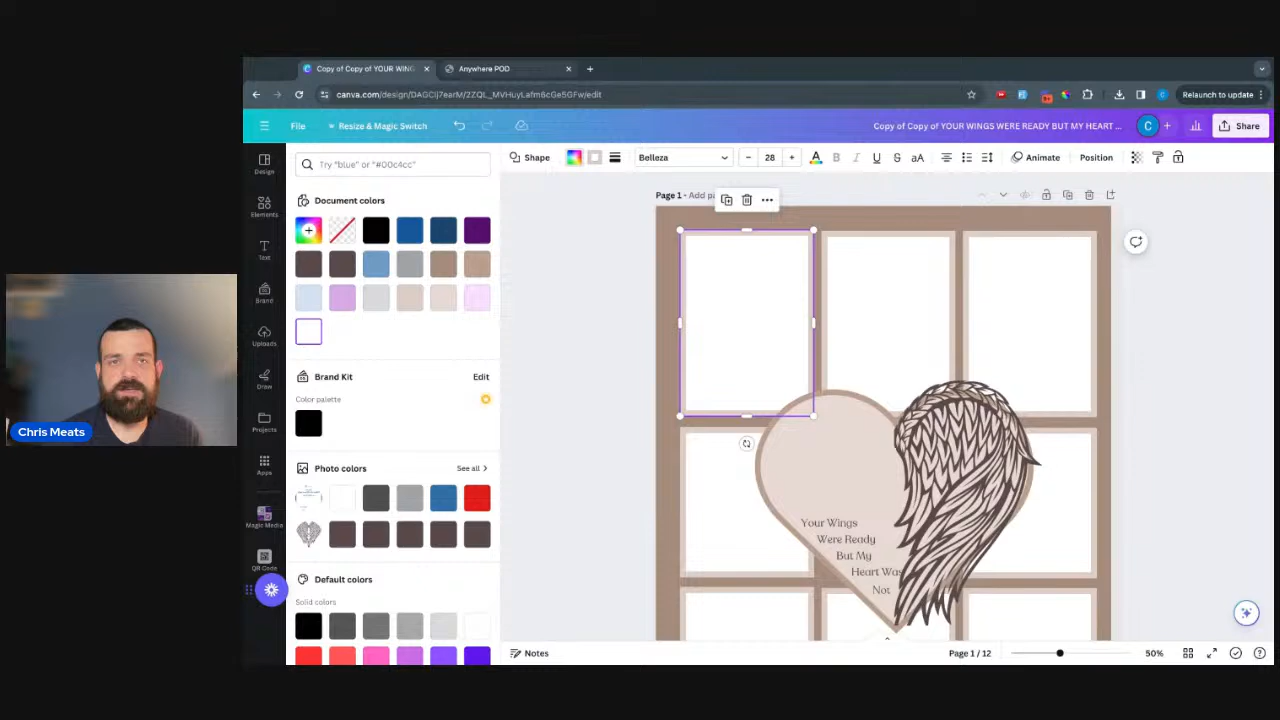 Copy of Copy of YOUR WING
Anywhere POD
canva.com/design/DAGCIj7earM/2ZQL_MVHuyLafm6cGe5GFw/edit
Relaunch to update
File
Resize & Magic Switch
Copy of Copy of YOUR WINGS WERE READY BUT MY HEART ...
C
Share
Design
Elements
Text
Brand
Uploads
Draw
Projects
Apps
Magic Media
QR Code
Try "blue" or "#00c4cc"
Document colors
Brand Kit
Edit
Color palette
Photo colors
See all
Default colors
Solid colors
Shape
Belleza
28
A
B
I
U
S
aA
Animate
Position
Page 1 - Add pa
Your Wings
Were Ready
But My
Heart Was
Not
Notes
Page 1 / 12
50%
Chris Meats